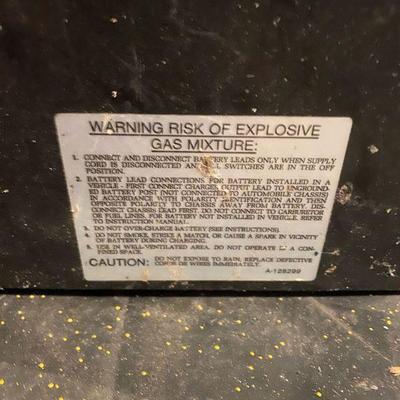 WARNING RISK OF EXPLOSIVE
GAS MIXTURE:
1. CONNECT AND DISCONNECT BATTERY LEADS ONLY WHEN SUPPLY
CORD IS DISCONNECTED AND ALL SWITCHES ARE IN THE OFF
POSITION.
2. BATTERY LEAD CONNECTIONS FOR BATTERY INSTALLED IN A
VEHICLE - FIRST CONNECT CHARGER OUTPUT LEAD TO UNGROUND
ED BATTERY POST (NOT CONNECTED TO AUTOMOBILE CHASSIS)
IN ACCORDANCE WITH POLARITY IDENTIFICATION AND THEN
OTHER POLARITY TO CHASSIS AWAY FROM BATTERY. DIS-
CONNECT CHASSIS LEAD FIRST. DO NOT CONNECT TO CARBURETOR
OR FUEL LINES. FOR BATTERY NOT INSTALLED IN VEHICLE, REFER
TO INSTRUCTION MANUAL.
3. DO NOT OVER-CHARGE BATTERY (SEE INSTRUCTIONS).
4. DO NOT SMOKE, STRIKE A MATCH, OR CAUSE A SPARK IN VICINITY
OF BATTERY DURING CHARGING.
5. USE IN WELL-VENTILATED AREA. DO NOT OPERATE IN A CON-
FINED SPACE.
CAUTION: DO NOT EXPOSE TO RAIN, REPLACE DEFECTIVE
CORDS OR WIRES IMMEDIATELY.
A-128299